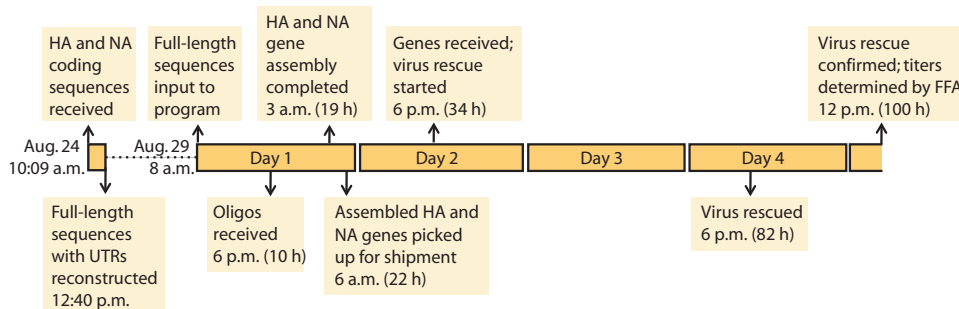 HA and NA
coding
sequences
received
Full-length
sequences
input to
program
HA and NA
gene
assembly
completed
3 a.m. (19 h)
Genes received;
virus rescue
started
6 p.m. (34 h)
Virus rescue
confirmed; titers
determined by FFA
12 p.m. (100 h)
Aug. 24
10:09 a.m.
Aug. 29
8 a.m.
Day 1
Day 2
Day 3
Day 4
Full-length
sequences
with UTRs
reconstructed
12:40 p.m.
Oligos
received
6 p.m. (10 h)
Assembled HA and
NA genes picked
up for shipment
6 a.m. (22 h)
Virus rescued
6 p.m. (82 h)